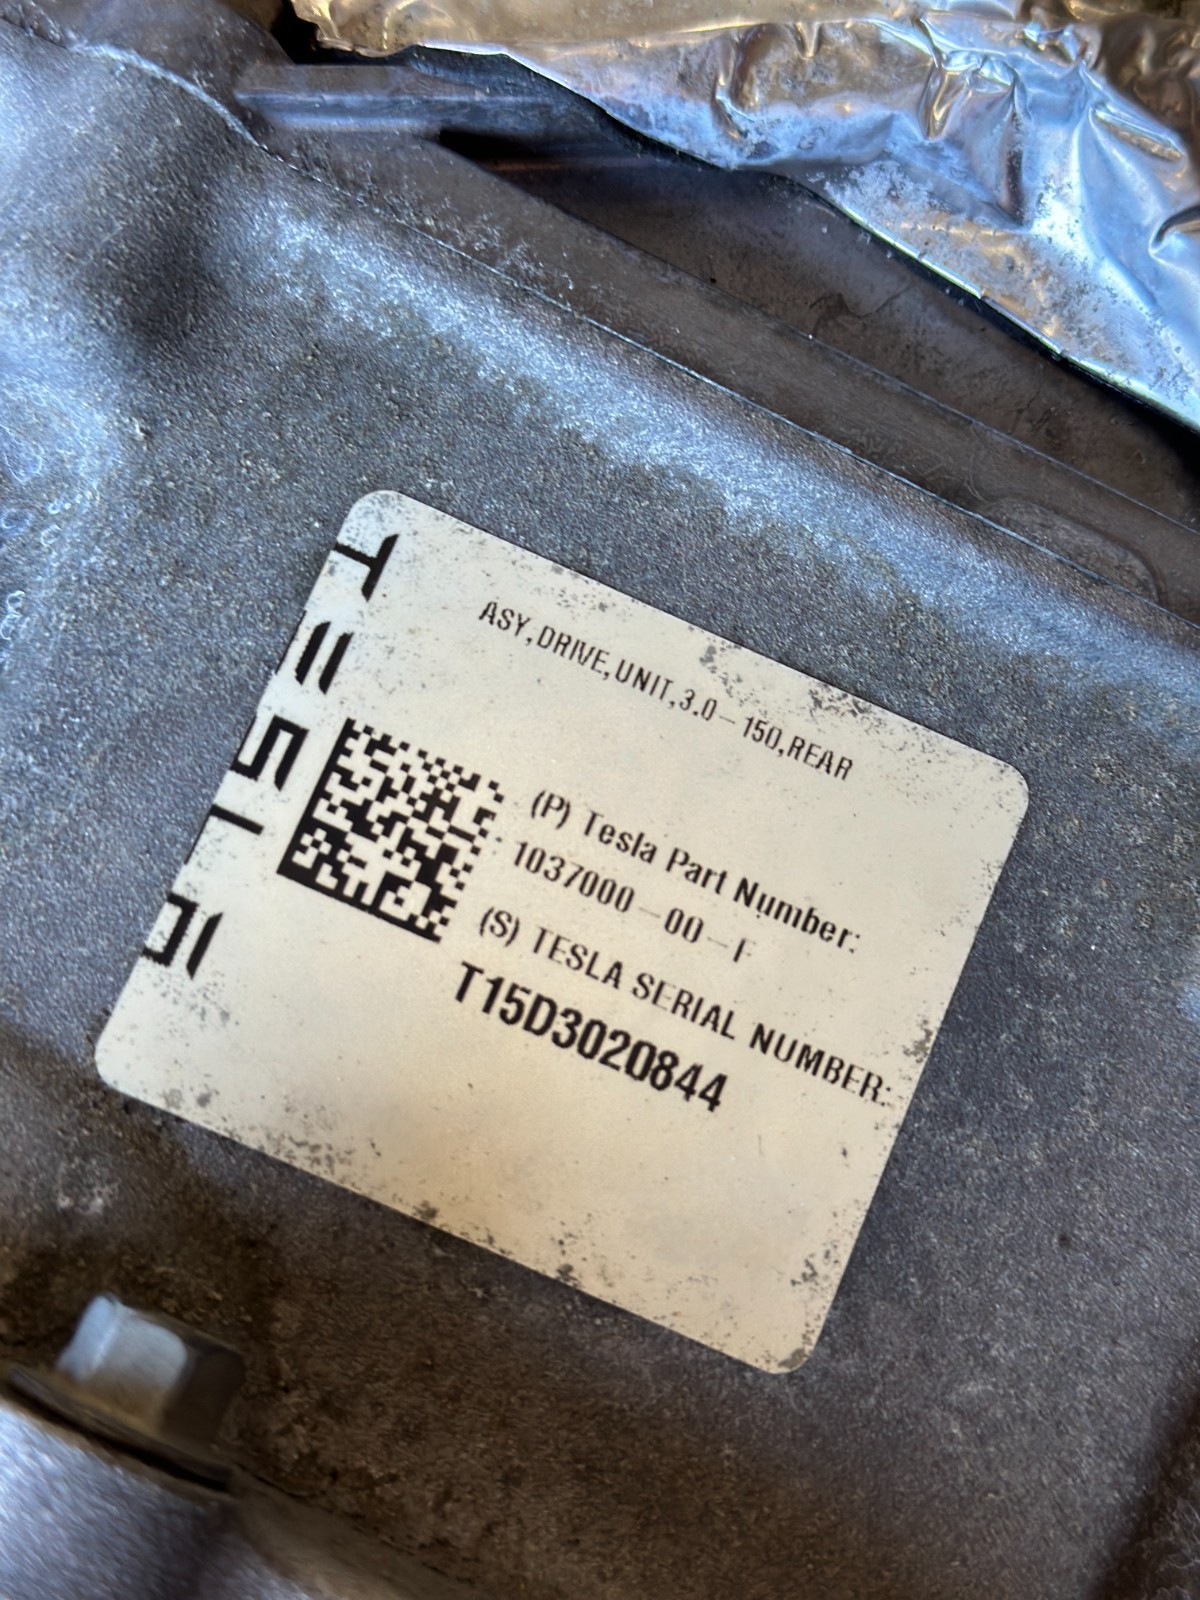 TESLA
ASY,DRIVE,UNIT,3.0-150,REAR
(P) Tesla Part Number:
1037000-00-F
(S) TESLA SERIAL NUMBER:
T15D3020844